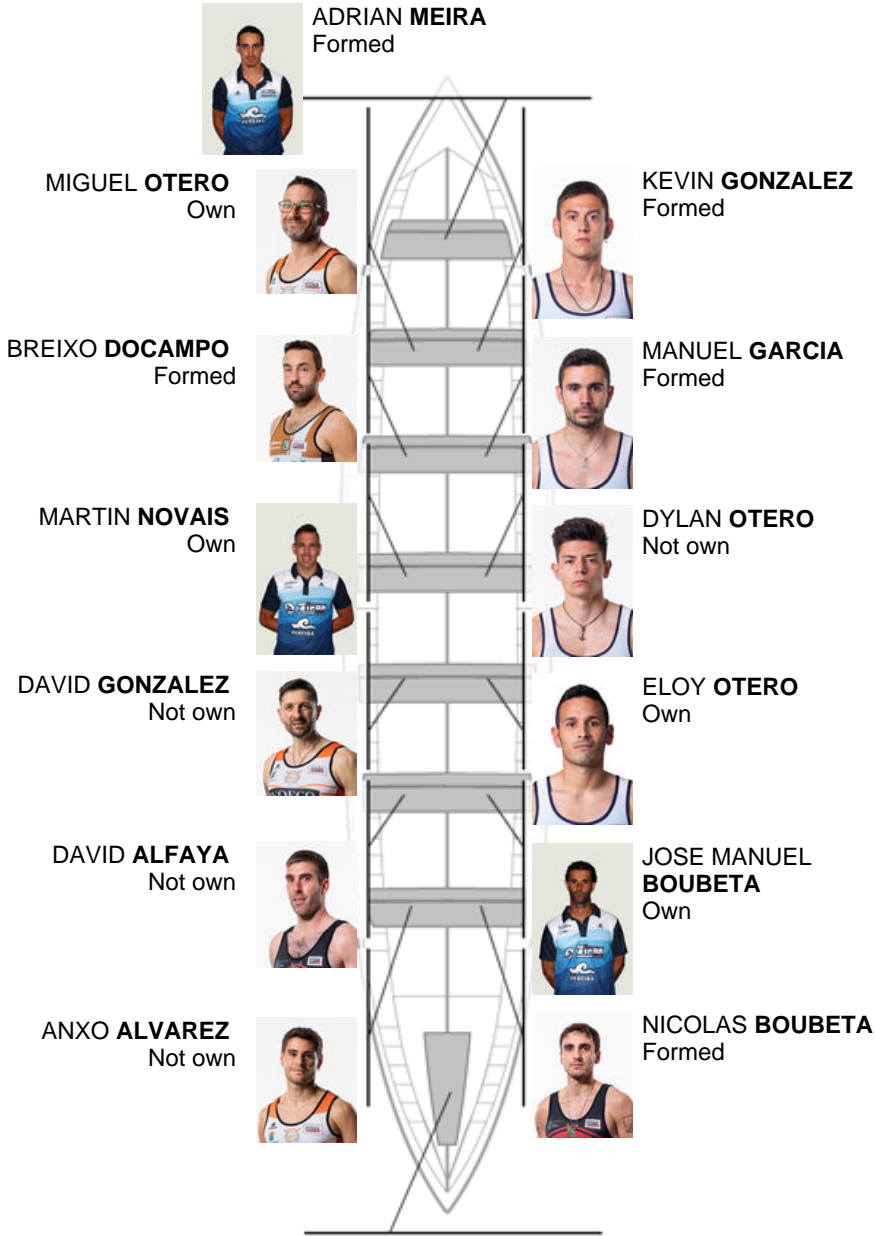 ADRIAN MEIRA
Formed
MIGUEL OTERO
Own
KEVIN GONZALEZ
Formed
BREIXO DOCAMPO
Formed
MANUEL GARCIA
Formed
MARTIN NOVAIS
Own
DYLAN OTERO
Not own
DAVID GONZALEZ
Not own
ELOY OTERO
Own
DAVID ALFAYA
Not own
JOSE MANUEL
BOUBETA
Own
ANXO ALVAREZ
Not own
NICOLAS BOUBETA
Formed